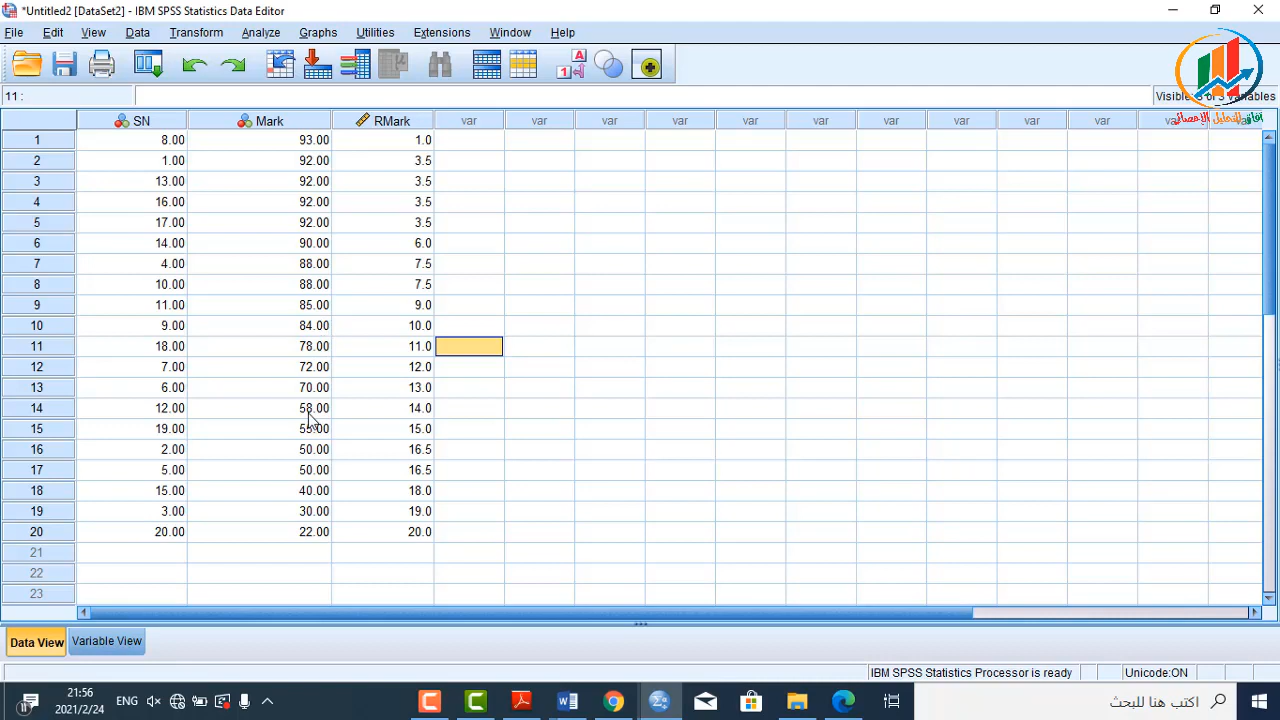 *Untitled2 [DataSet2] - IBM SPSS Statistics Data Editor
File Edit View Data Transform Analyze Graphs Utilities Extensions Window Help
11 :
آفاق للتحليل الإحصائي
SN Mark RMark var var var var var var var var var var var
1 8.00 93.00 1.0
2 1.00 92.00 3.5
3 13.00 92.00 3.5
4 16.00 92.00 3.5
5 17.00 92.00 3.5
6 14.00 90.00 6.0
7 4.00 88.00 7.5
8 10.00 88.00 7.5
9 11.00 85.00 9.0
10 9.00 84.00 10.0
11 18.00 78.00 11.0
12 7.00 72.00 12.0
13 6.00 70.00 13.0
14 12.00 58.00 14.0
15 19.00 55.00 15.0
16 2.00 50.00 16.5
17 5.00 50.00 16.5
18 15.00 40.00 18.0
19 3.00 30.00 19.0
20 20.00 22.00 20.0
21
22
23
Data View Variable View
IBM SPSS Statistics Processor is ready Unicode:ON
21:56
2021/2/24
ENG
اكتب هنا للبحث